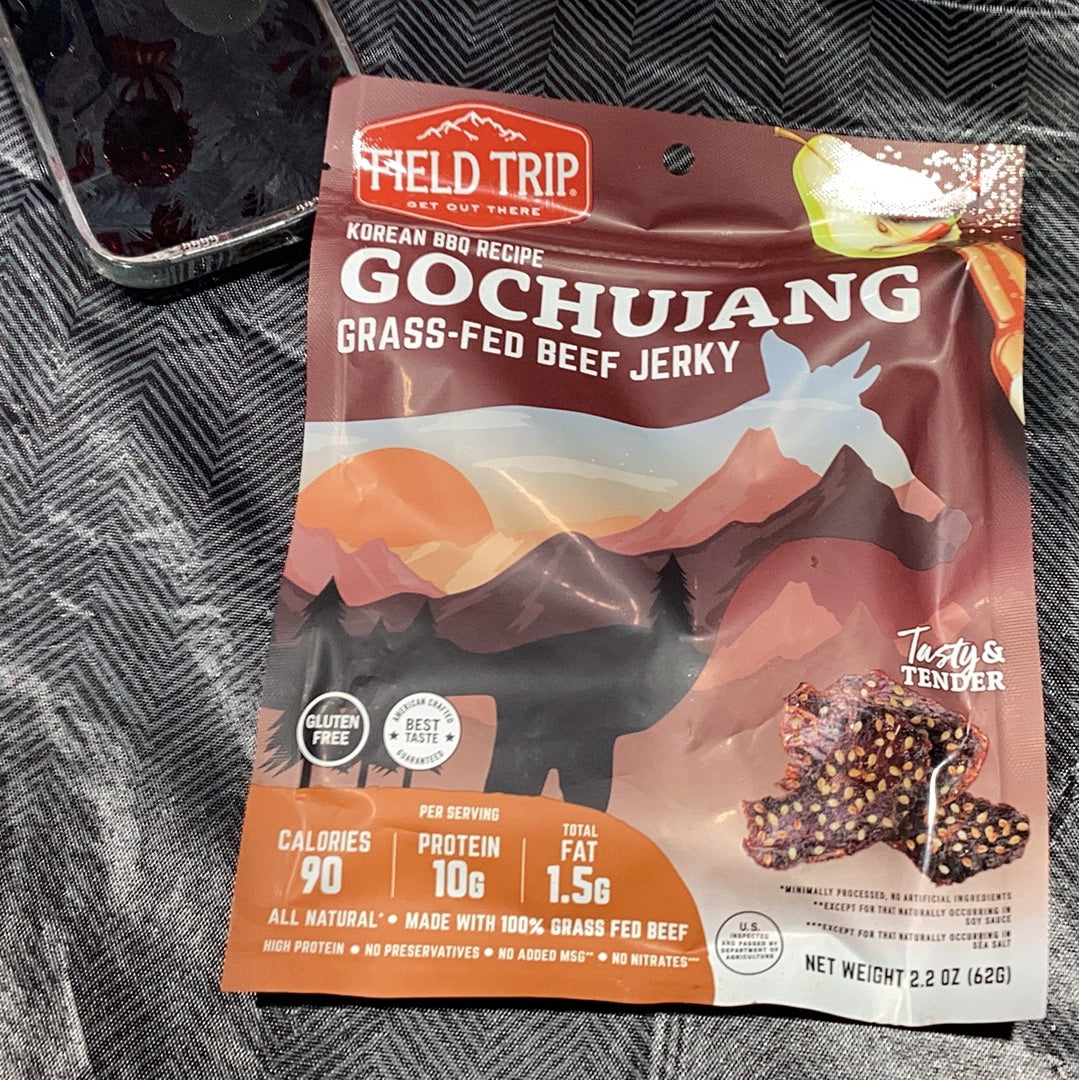 FIELD TRIP®
GET OUT THERE
KOREAN BBQ RECIPE
GOCHUJANG
GRASS-FED BEEF JERKY
Tasty &
TENDER
GLUTEN
FREE
AMERICAN CRAFTED
BEST
TASTE
GUARANTEED
PER SERVING
CALORIES
90
PROTEIN
10G
TOTAL
FAT
1.5G
ALL NATURAL* • MADE WITH 100% GRASS FED BEEF
HIGH PROTEIN • NO PRESERVATIVES • NO ADDED MSG** • NO NITRATES***
*MINIMALLY PROCESSED, NO ARTIFICIAL INGREDIENTS
**EXCEPT FOR THAT NATURALLY OCCURRING IN
SOY SAUCE
***EXCEPT FOR THAT NATURALLY OCCURRING IN
SEA SALT
U.S.
INSPECTED
AND PASSED BY
DEPARTMENT OF
AGRICULTURE
NET WEIGHT 2.2 OZ (62G)